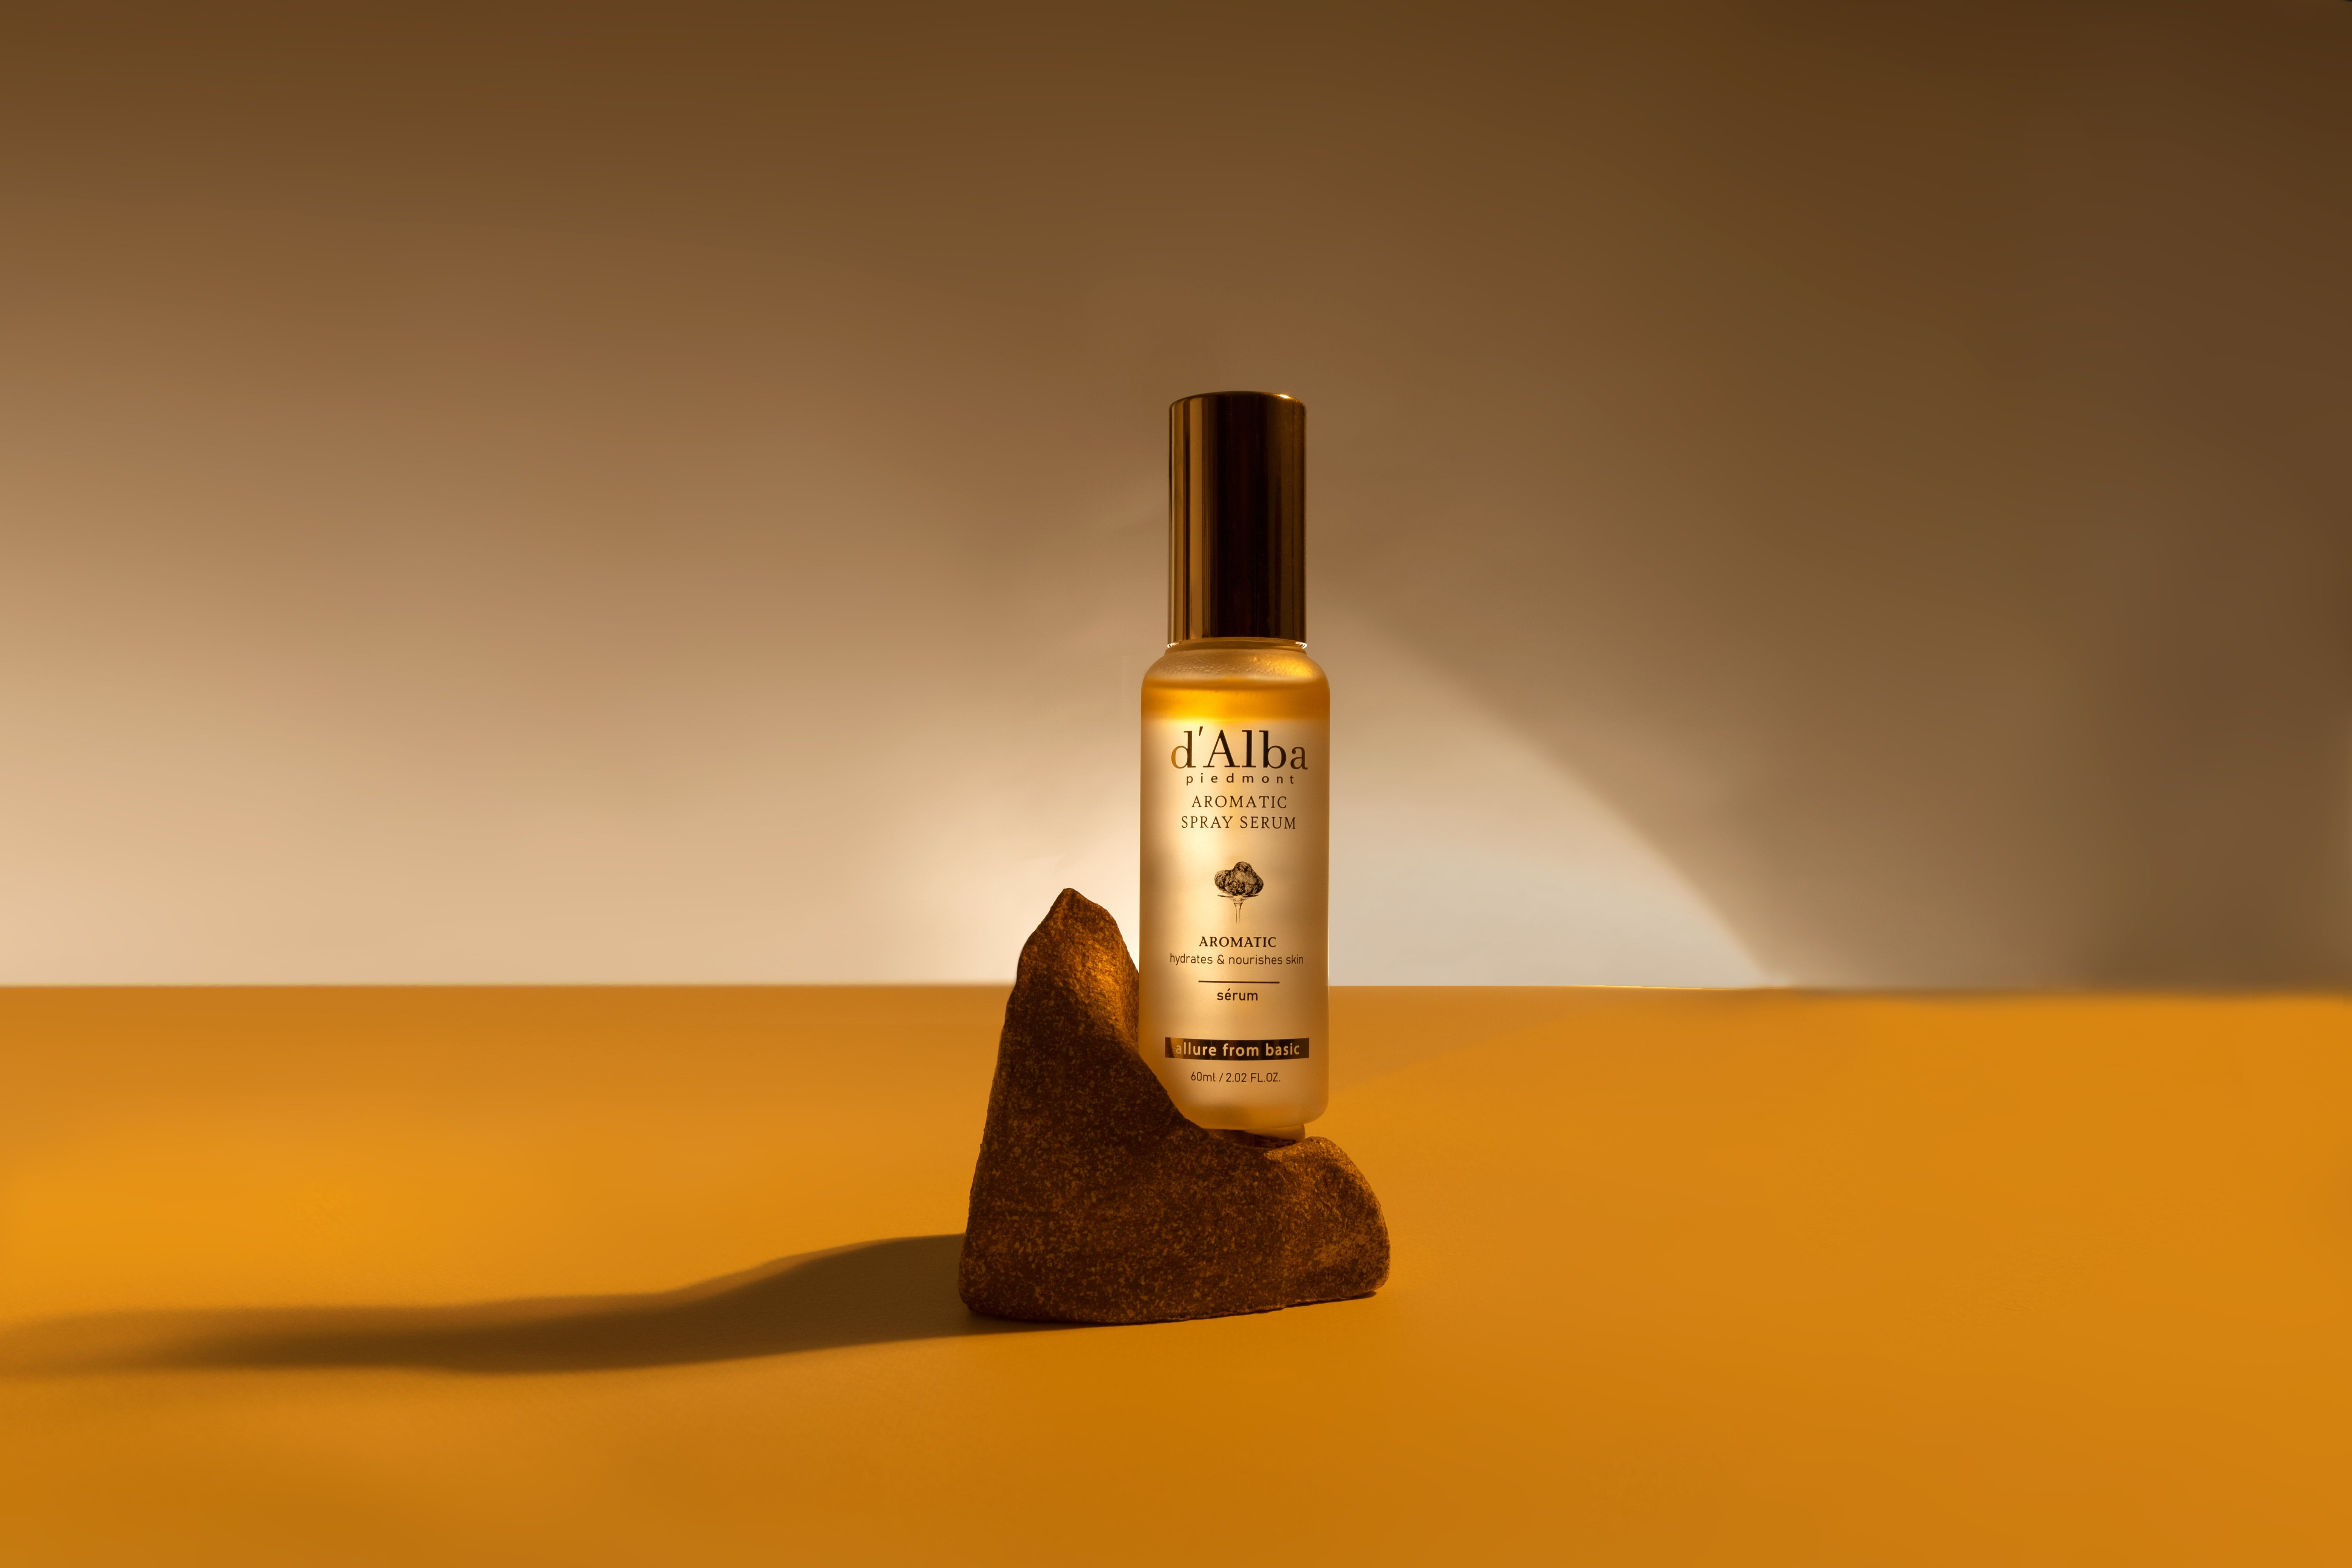 d'Alba
piedmont
AROMATIC
SPRAY SERUM
AROMATIC
hydrates & nourishes skin
sérum
allure from basic
60ml / 2.02 FL.OZ.